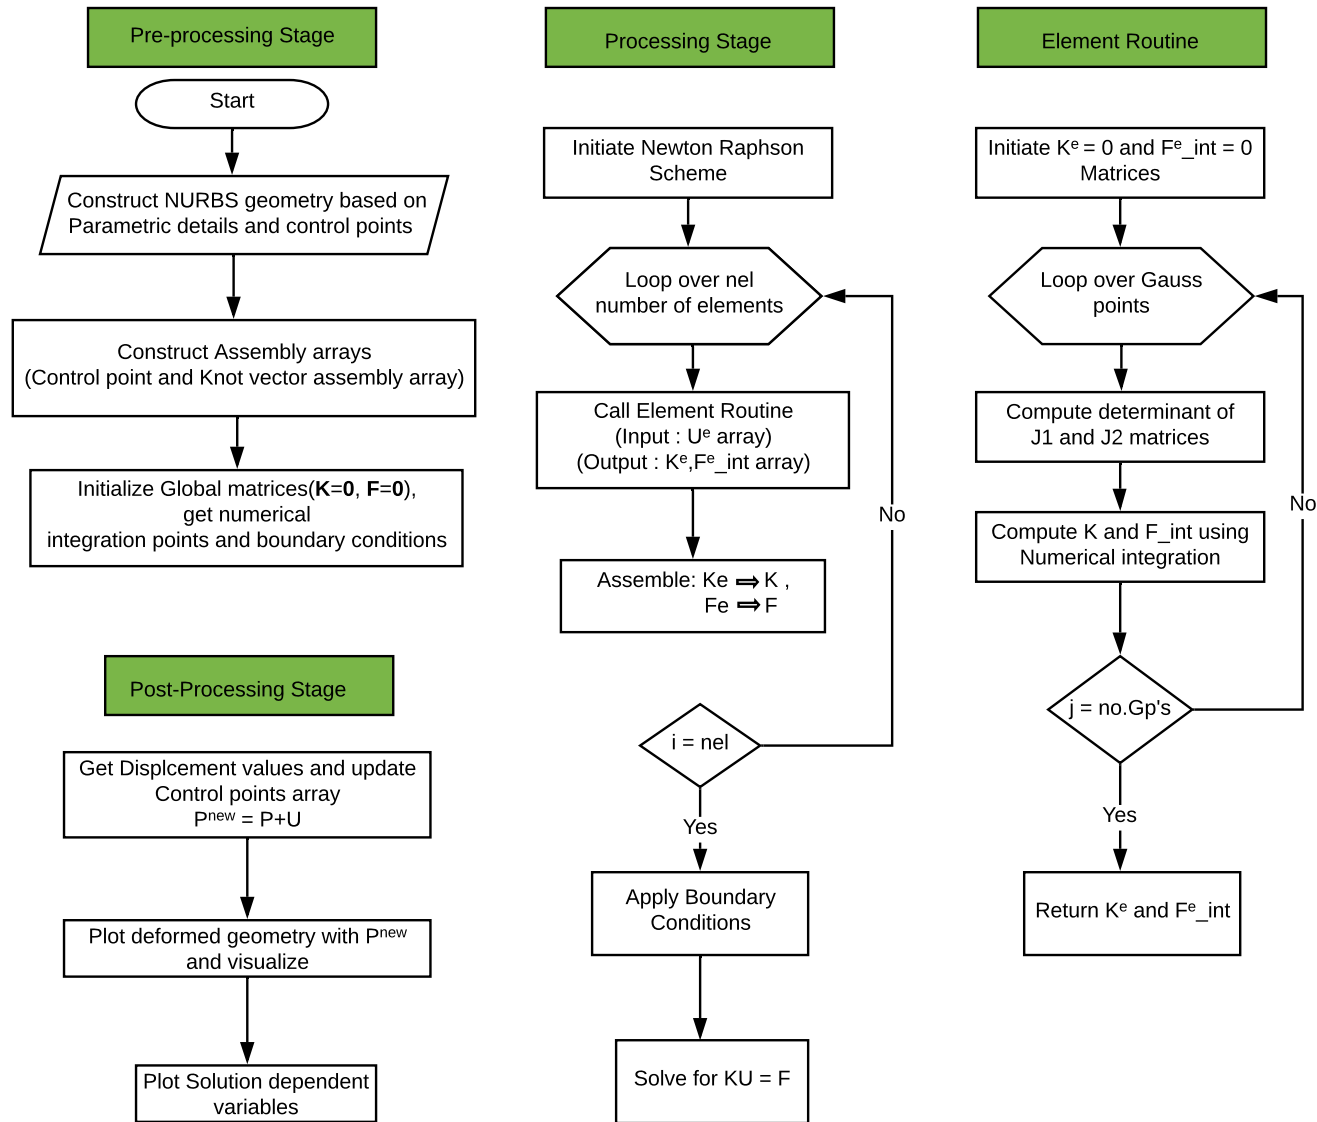 Pre-processing Stage
Start
Construct NURBS geometry based on
Parametric details and control points
Construct Assembly arrays
(Control point and Knot vector assembly array)
Initialize Global matrices(K=0, F=0),
get numerical
integration points and boundary conditions
Post-Processing Stage
Get Displcement values and update
Control points array
Pⁿᵉʷ = P+U
Plot deformed geometry with Pⁿᵉʷ
and visualize
Plot Solution dependent
variables
Processing Stage
Initiate Newton Raphson
Scheme
Loop over nel
number of elements
Call Element Routine
(Input : Uᵉ array)
(Output : Kᵉ,Fᵉ_int array)
No
Assemble: Ke ⇒ K ,
Fe ⇒ F
i = nel
Yes
Apply Boundary
Conditions
Solve for KU = F
Element Routine
Initiate Kᵉ = 0 and Fᵉ_int = 0
Matrices
Loop over Gauss
points
Compute determinant of
J1 and J2 matrices
No
Compute K and F_int using
Numerical integration
j = no.Gp's
Yes
Return Kᵉ and Fᵉ_int